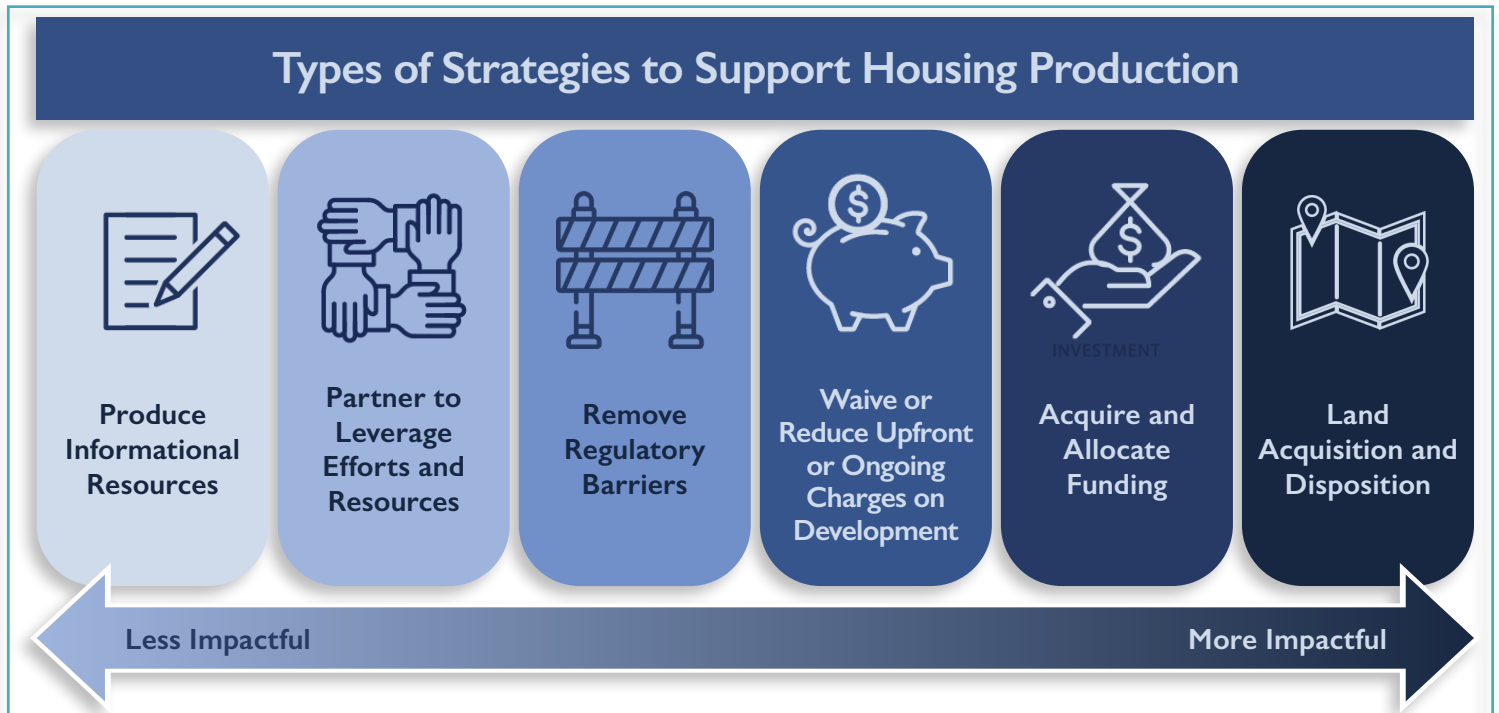 Types of Strategies to Support Housing Production
$
$
INVESTMENT
Produce
Informational
Resources
Partner to
Leverage
Efforts and
Resources
Remove
Regulatory
Barriers
Waive or
Reduce Upfront
or Ongoing
Charges on
Development
Acquire and
Allocate
Funding
Land
Acquisition and
Disposition
Less Impactful
More Impactful